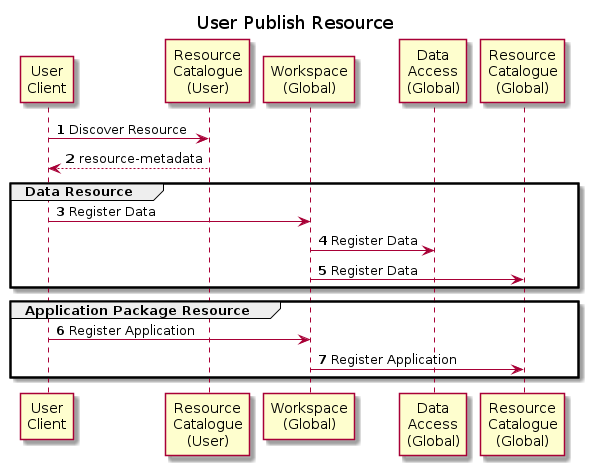 User Publish Resource
User
Client
Resource
Catalogue
(User)
Workspace
(Global)
Data
Access
(Global)
Resource
Catalogue
(Global)
1 Discover Resource
2 resource-metadata
Data Resource
3 Register Data
4 Register Data
5 Register Data
Application Package Resource
6 Register Application
7 Register Application
User
Client
Resource
Catalogue
(User)
Workspace
(Global)
Data
Access
(Global)
Resource
Catalogue
(Global)